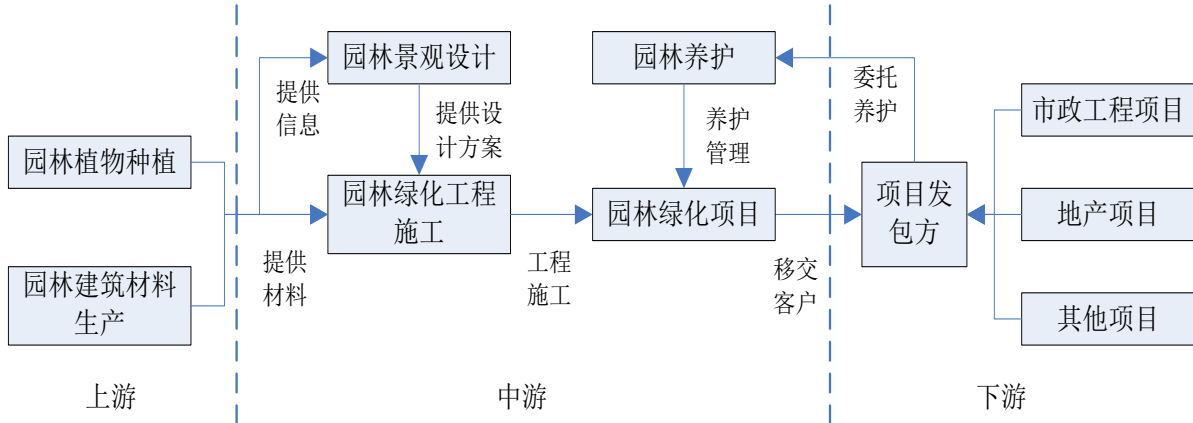 园林景观设计
园林养护
提供
信息
提供设
计方案
养护
管理
委托
养护
市政工程项目
园林植物种植
园林绿化工程
施工
园林绿化项目
项目发
包方
地产项目
园林建筑材料
生产
提供
材料
工程
施工
移交
客户
其他项目
上游
中游
下游